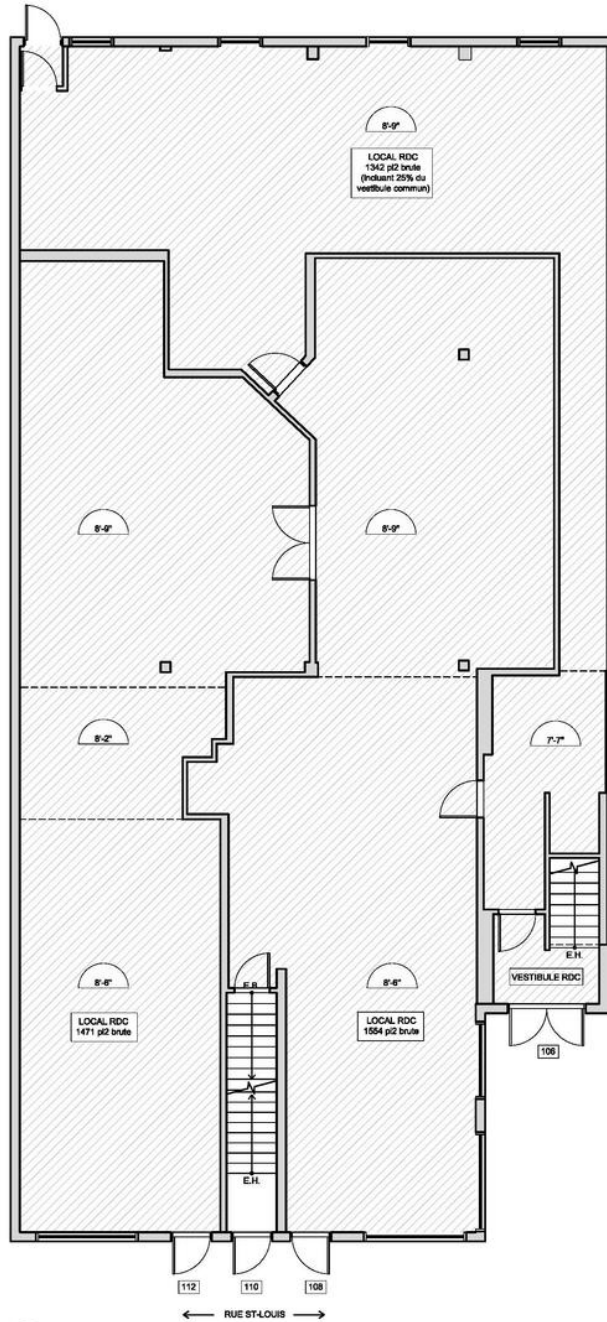 8'-9"
LOCAL RDC
1342 pi2 brute
(incluant 25% du
vestibule commun)
8'-9"
8'-9"
8'-2"
7'-7"
8'-6"
LOCAL RDC
1471 pi2 brute
E.B.
8'-6"
LOCAL RDC
1554 pi2 brute
E.H.
VESTIBULE RDC
106
E.H.
112
110
108
RUE ST-LOUIS